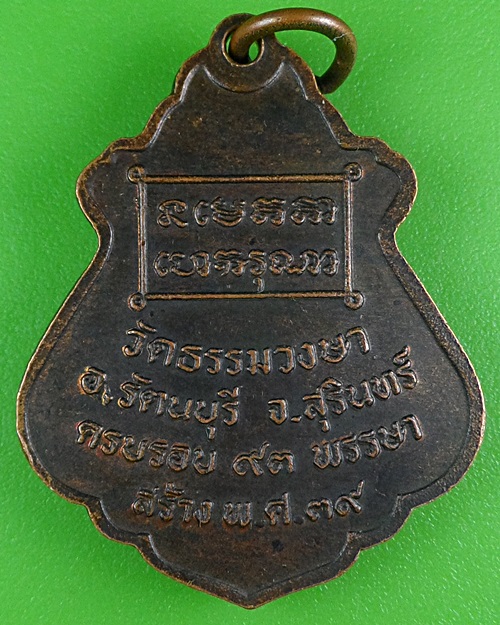 วัดธรรมวงษา
อ.รัตนบุรี จ.สุรินทร์
ครบรอบ ๙๓ พรรษา
สร้าง พ.ศ.๓๙